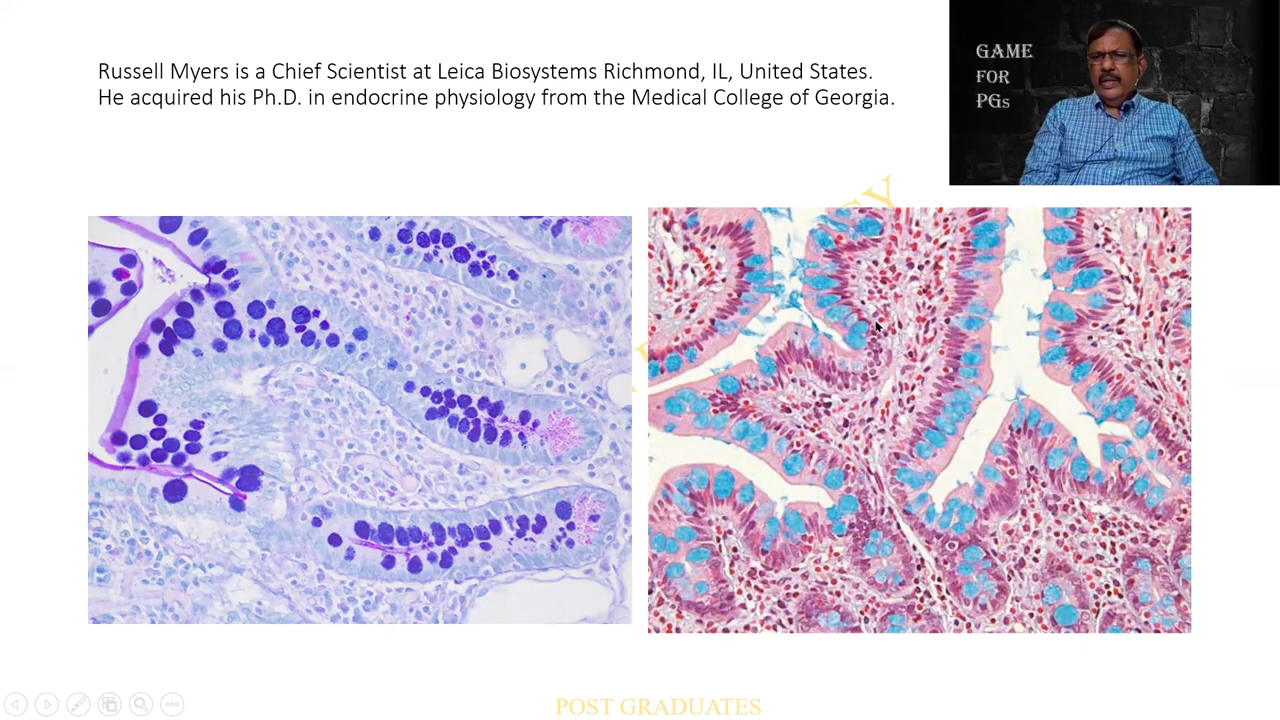 Russell Myers is a Chief Scientist at Leica Biosystems Richmond, IL, United States.
He acquired his Ph.D. in endocrine physiology from the Medical College of Georgia.
GAME
FOR
PGs
GY
POST GRADUATES